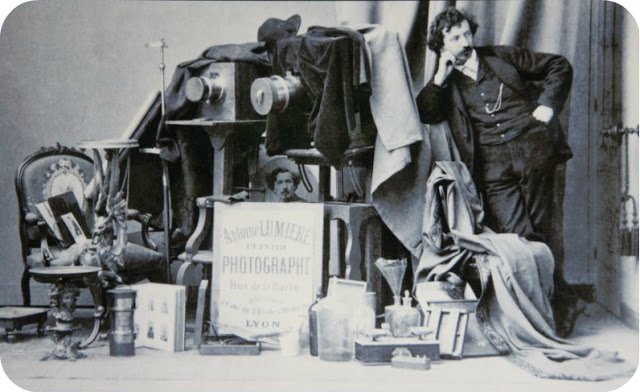 Antoine LUMIERE
PEINTRE
PHOTOGRAPHE
Rue de la Barre
LYON